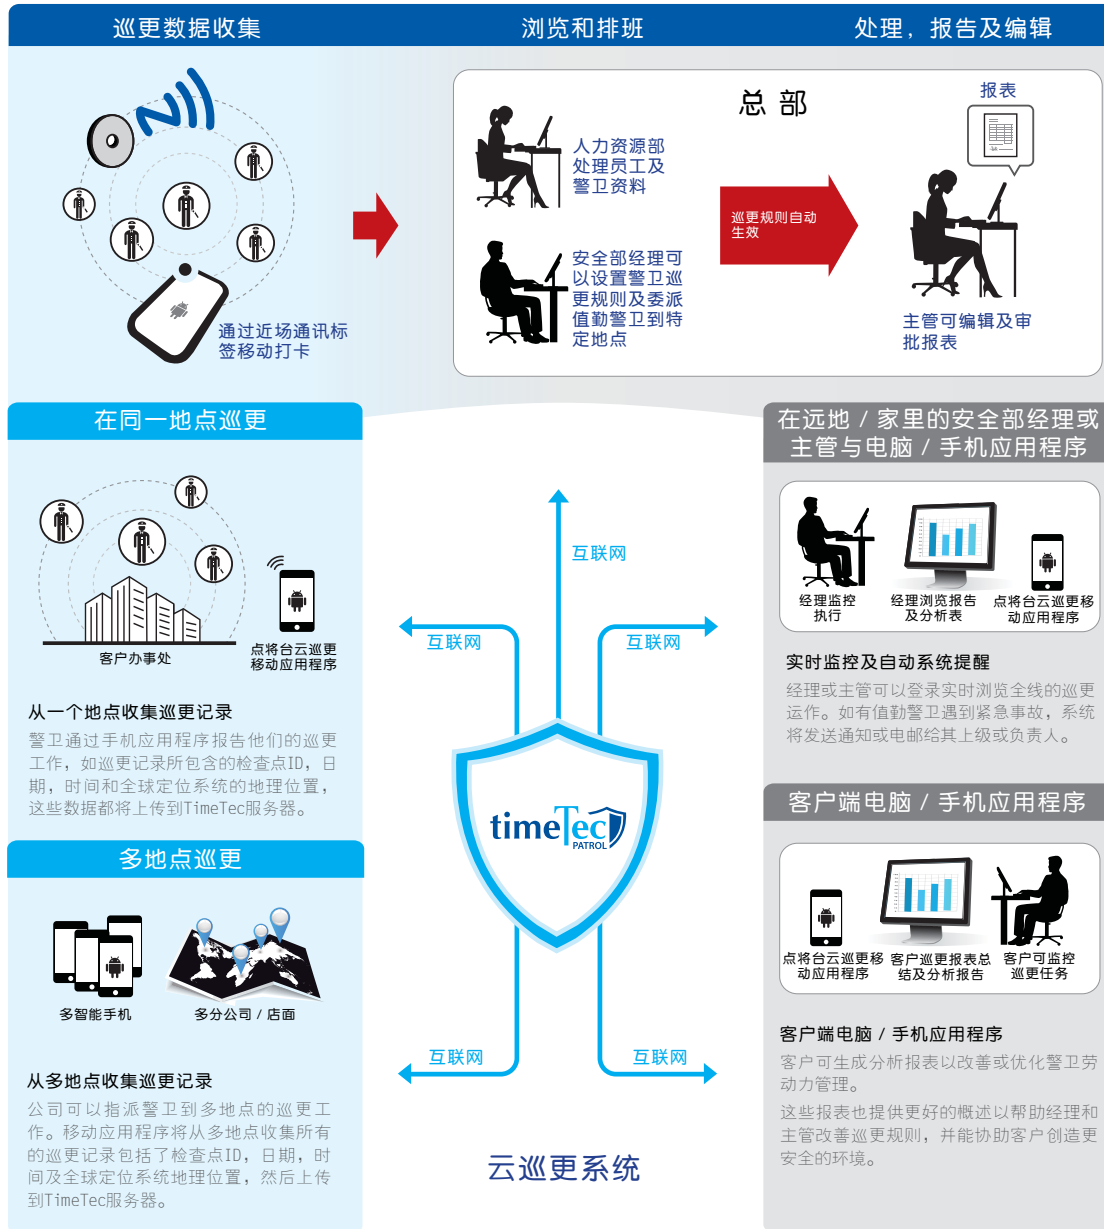 巡更数据收集
浏览和排班
处理，报告及编辑
通过近场通讯标
签移动打卡
总 部
人力资源部
处理员工及
警卫资料
安全部经理可
以设置警卫巡
更规则及委派
值勤警卫到特
定地点
巡更规则自动
生效
报表
主管可编辑及审
批报表
在同一地点巡更
客户办事处
点将台云巡更
移动应用程序
从一个地点收集巡更记录
警卫通过手机应用程序报告他们的巡更
工作，如巡更记录所包含的检查点ID，日
期，时间和全球定位系统的地理位置，
这些数据都将上传到TimeTec服务器。
多地点巡更
多智能手机
多分公司 / 店面
从多地点收集巡更记录
公司可以指派警卫到多地点的巡更工
作。移动应用程序将从多地点收集所有
的巡更记录包括了检查点ID，日期，时
间及全球定位系统地理位置，然后上传
到TimeTec服务器。
互联网
互联网
互联网
timeTec
PATROL
互联网
互联网
云巡更系统
在远地 / 家里的安全部经理或
主管与电脑 / 手机应用程序
经理监控
执行
经理浏览报告
及分析表
点将台云巡更移
动应用程序
实时监控及自动系统提醒
经理或主管可以登录实时浏览全线的巡更
运作。如有值勤警卫遇到紧急事故，系统
将发送通知或电邮给其上级或负责人。
客户端电脑 / 手机应用程序
点将台云巡更移
动应用程序
客户巡更报表总
结及分析报告
客户可监控
巡更任务
客户端电脑 / 手机应用程序
客户可生成分析报表以改善或优化警卫劳
动力管理。
这些报表也提供更好的概述以帮助经理和
主管改善巡更规则，并能协助客户创造更
安全的环境。